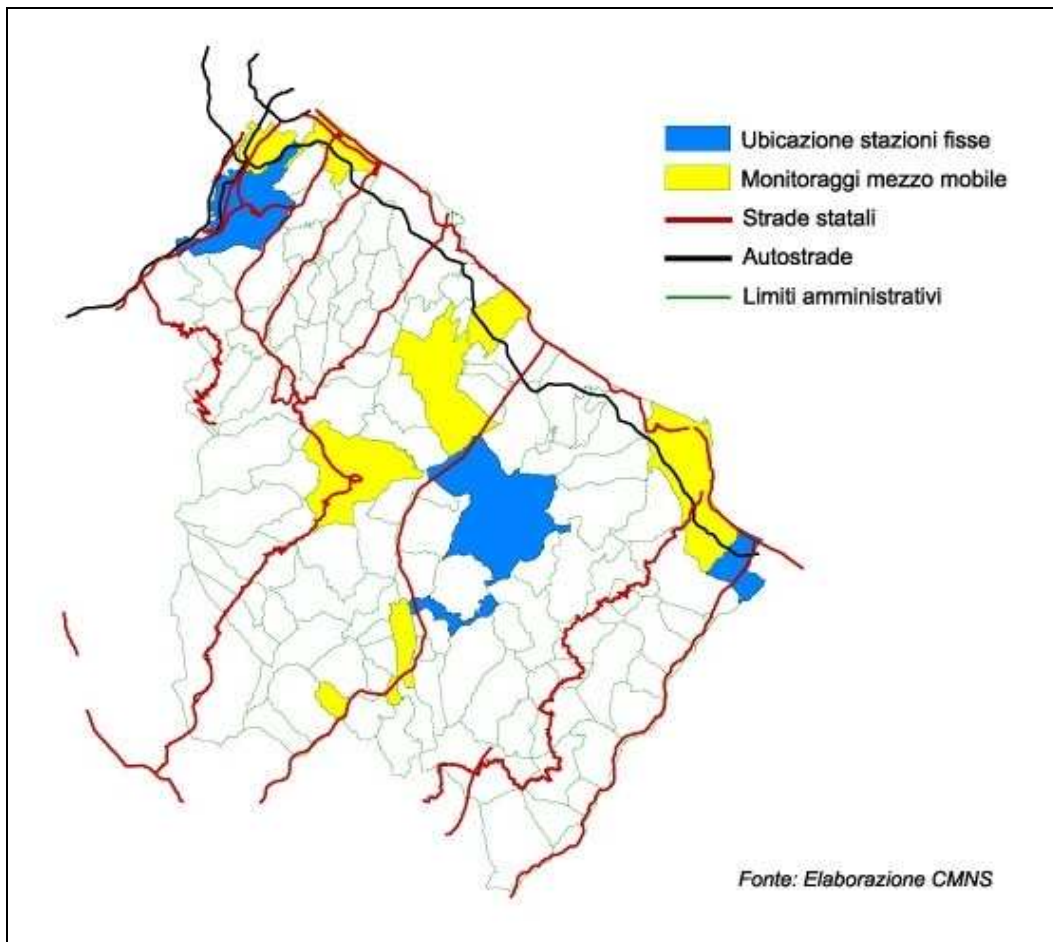 Ubicazione stazioni fisse
Monitoraggi mezzo mobile
Strade statali
Autostrade
Limiti amministrativi
Fonte: Elaborazione CMNS